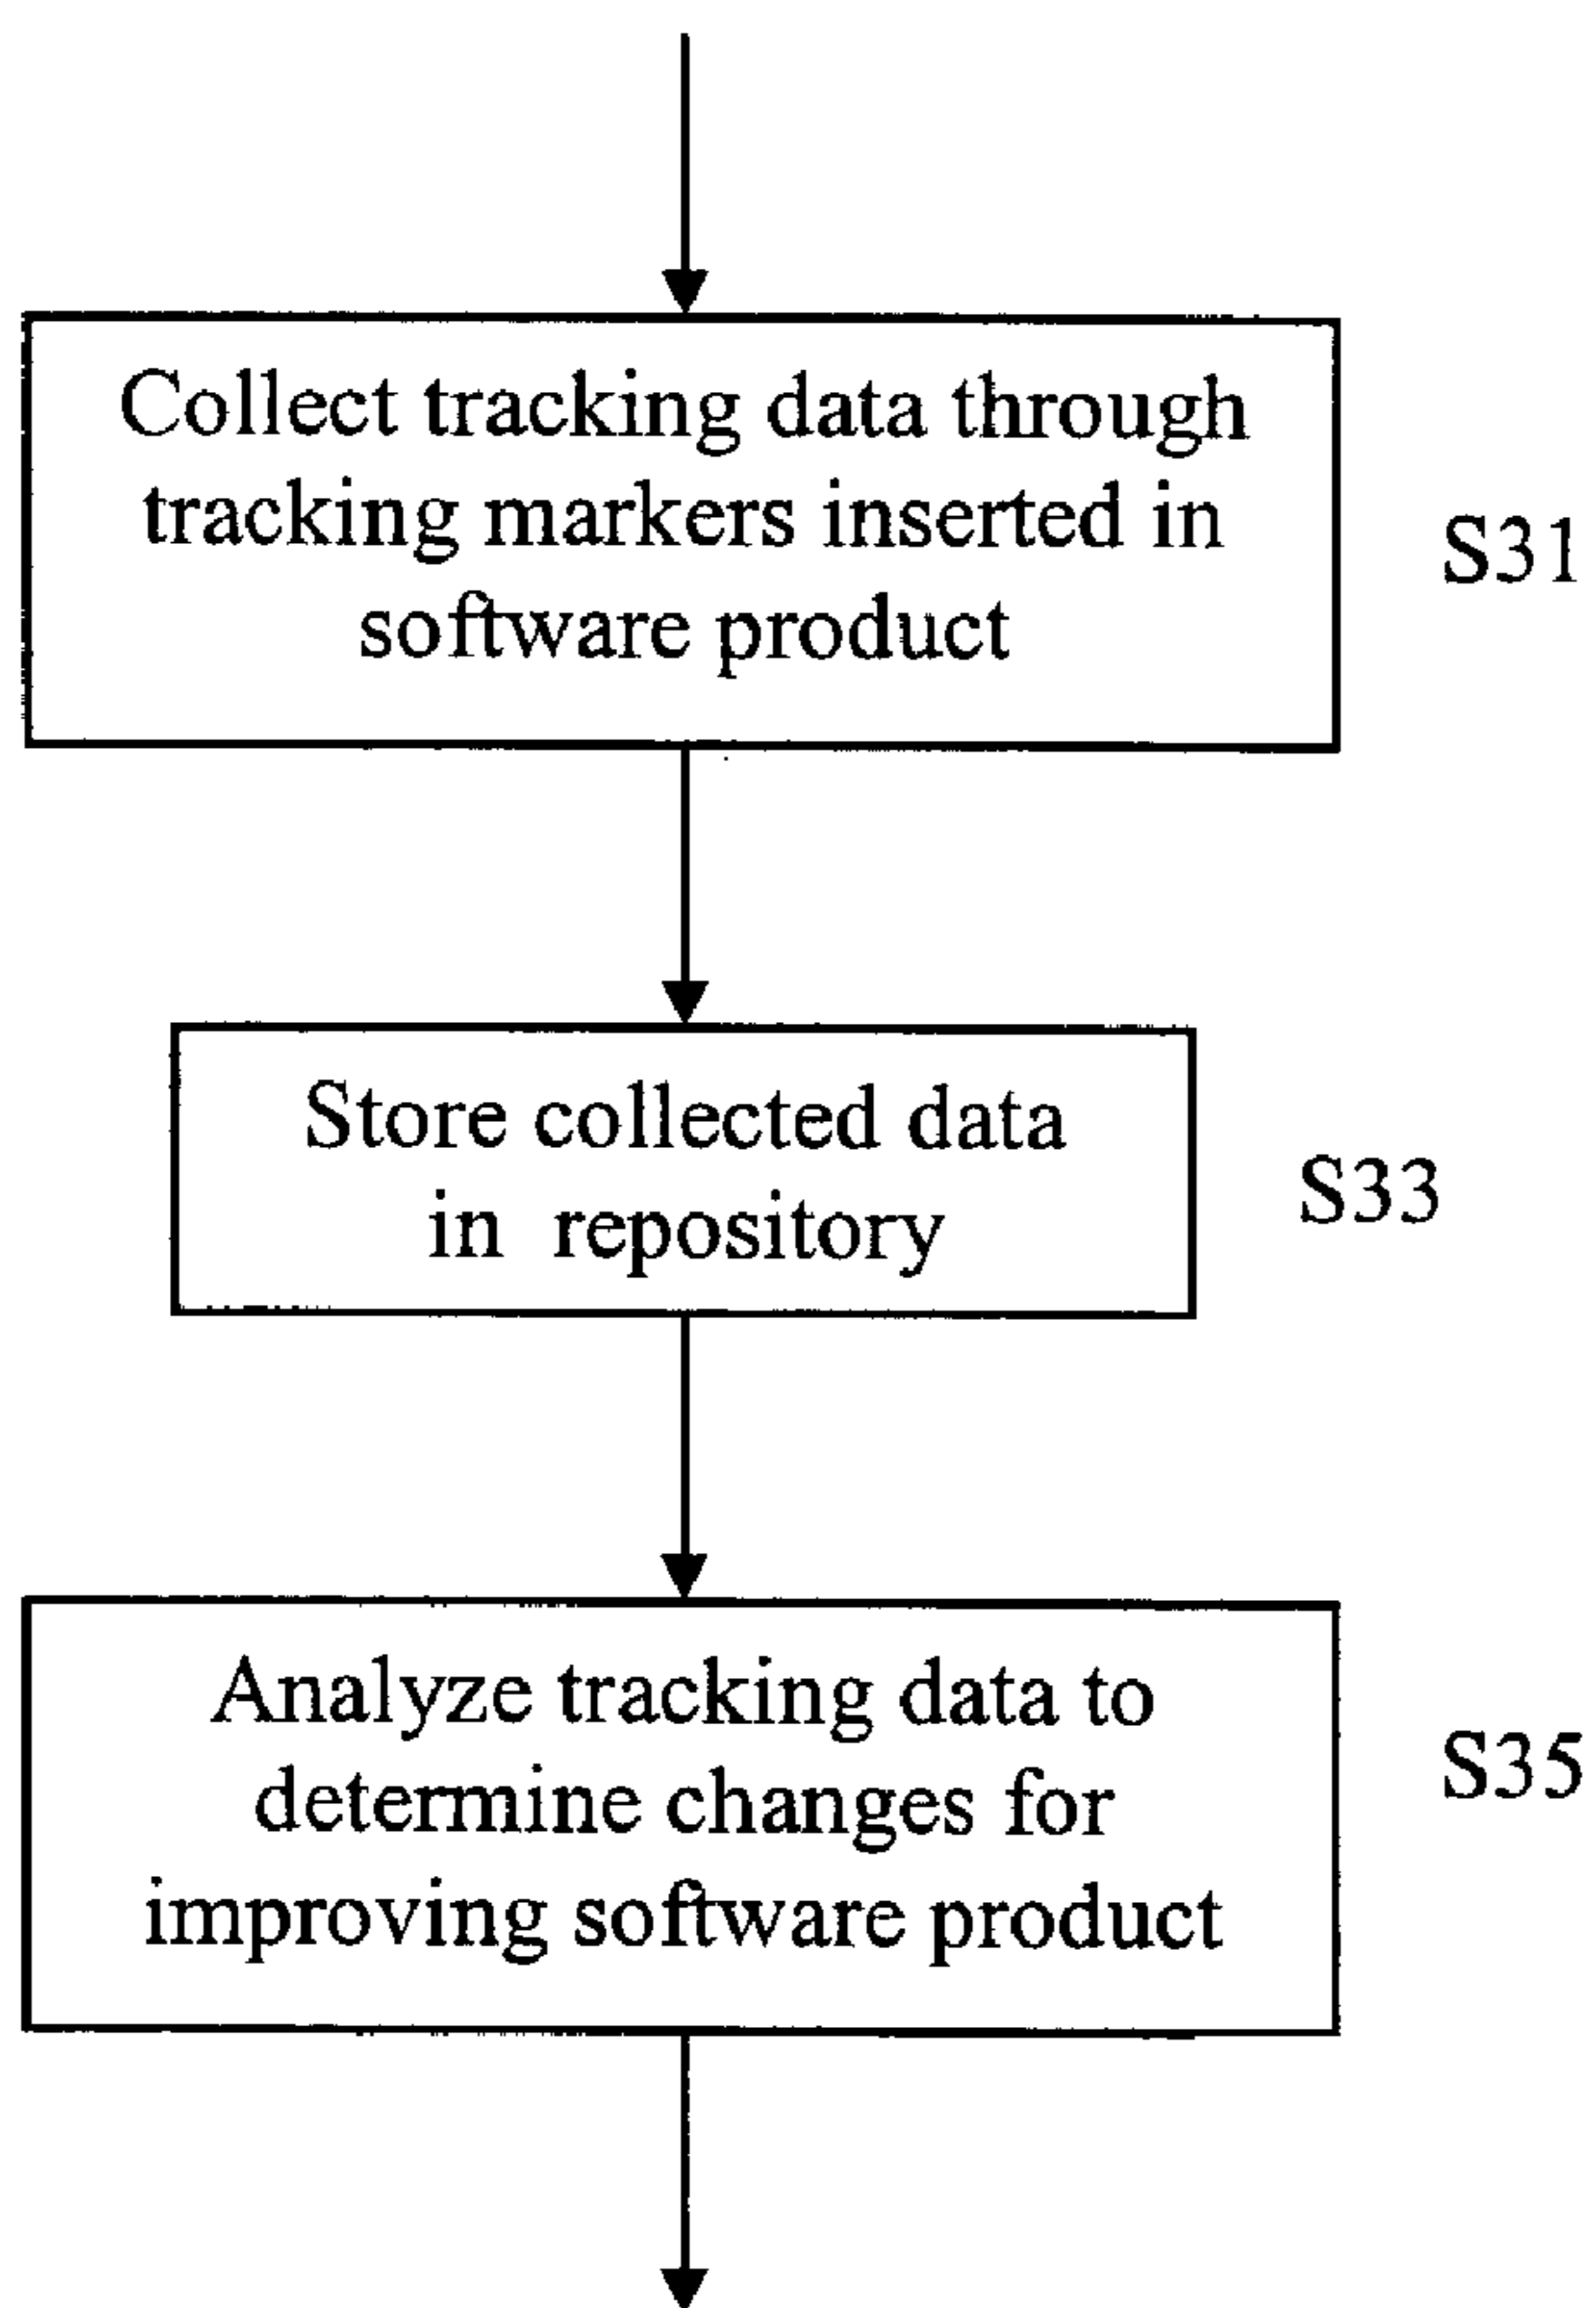 Collect tracking data through
tracking markers inserted in
software product
S31
Store collected data
in repository
S33
Analyze tracking data to
determine changes for
improving software product
S35